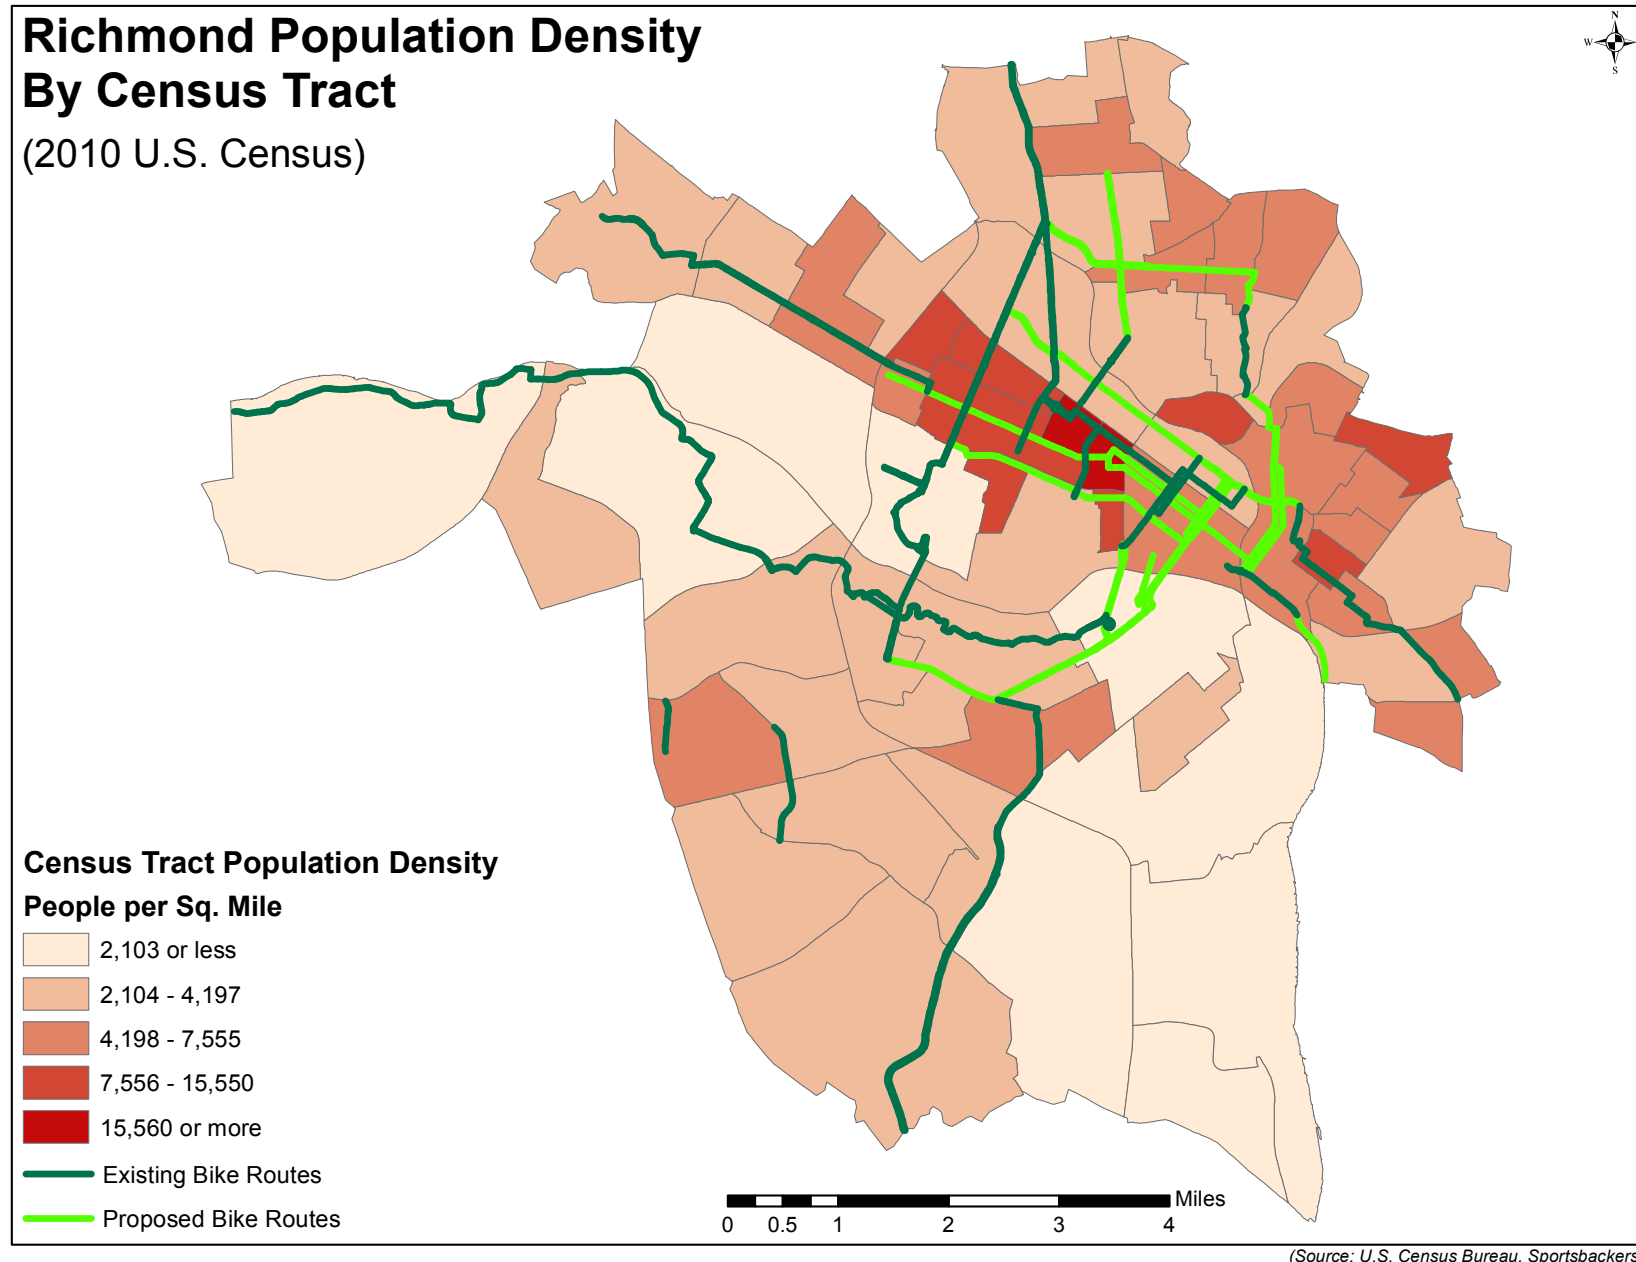 Richmond Population Density
By Census Tract
(2010 U.S. Census)
N
W
S
Census Tract Population Density
People per Sq. Mile
2,103 or less
2,104 - 4,197
4,198 - 7,555
7,556 - 15,550
15,560 or more
Existing Bike Routes
Proposed Bike Routes
Miles
0 0.5 1 2 3 4
(Source: U.S. Census Bureau, Sportsbackers